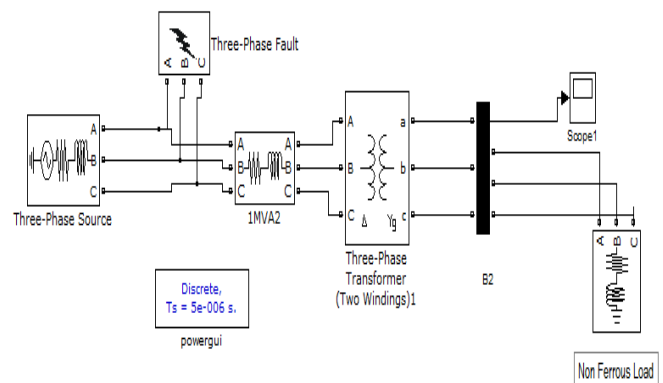 Three-Phase Fault
A B C
A
B
C
Three-Phase Source
A
B
C
A
B
C
1MVA2
A
B
C
Δ
Yg
a
b
c
Three-Phase
Transformer
(Two Windings)1
B2
Scope1
A B C
Non Ferrous Load
Discrete,
Ts = 5e-006 s.
powergui